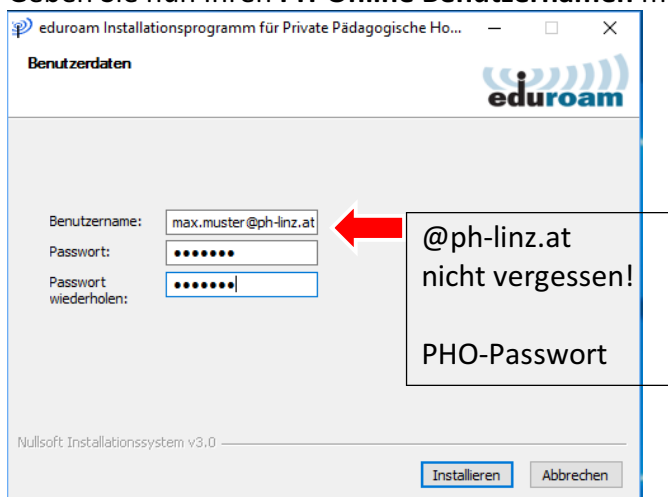 eduroam Installationsprogramm für Private Pädagogische Ho...
Benutzerdaten
eduroam
Benutzername: max.muster@ph-linz.at
Passwort: •••••••
Passwort
wiederholen: •••••••
@ph-linz.at
nicht vergessen!
PHO-Passwort
Nullsoft Installationssystem v3.0
Installieren Abbrechen